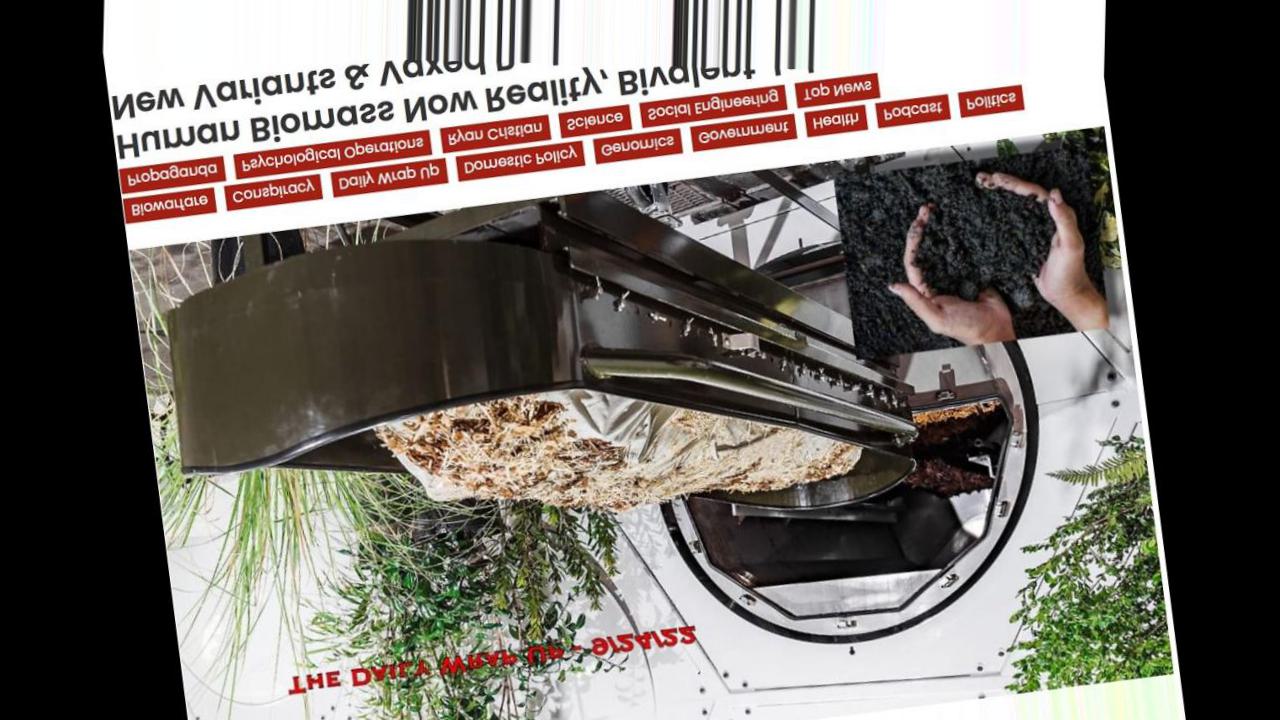 THE DAILY WRAP UP - 9/24/22
Biowarfare Conspiracy Daily Wrap Up Domestic Policy Genomics Government Health Podcast Politics
Propaganda Psychological Operations Ryan Cristian Science Social Engineering Top News
Human Biomass Now Reality, Bivalent
New Variants & Vaxed